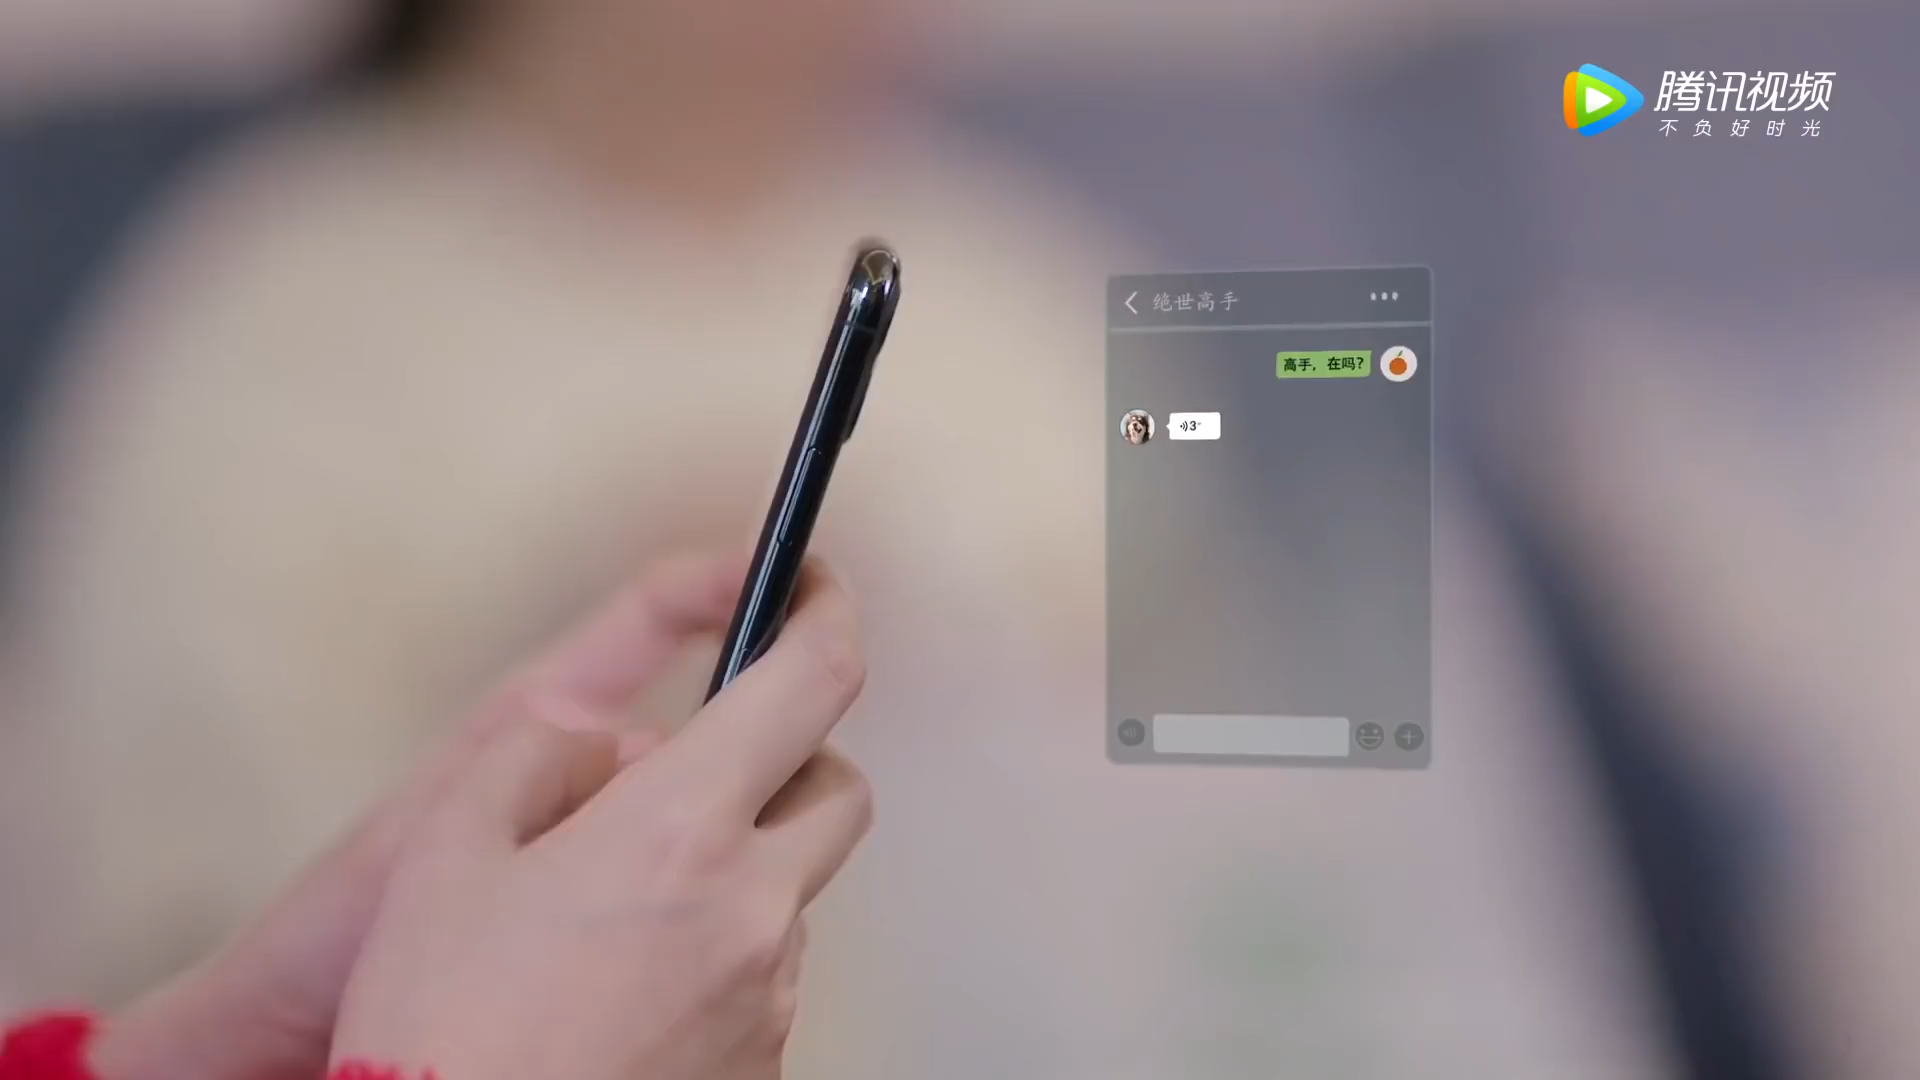 腾讯视频
不负好时光
绝世高手
高手，在吗？
3"